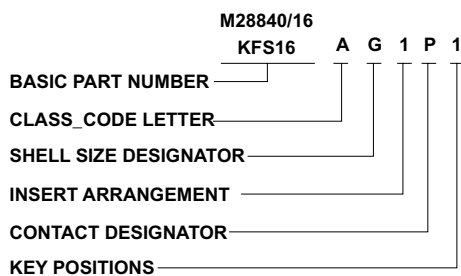 M28840/16
KFS16 A G 1 P 1
BASIC PART NUMBER
CLASS_CODE LETTER
SHELL SIZE DESIGNATOR
INSERT ARRANGEMENT
CONTACT DESIGNATOR
KEY POSITIONS